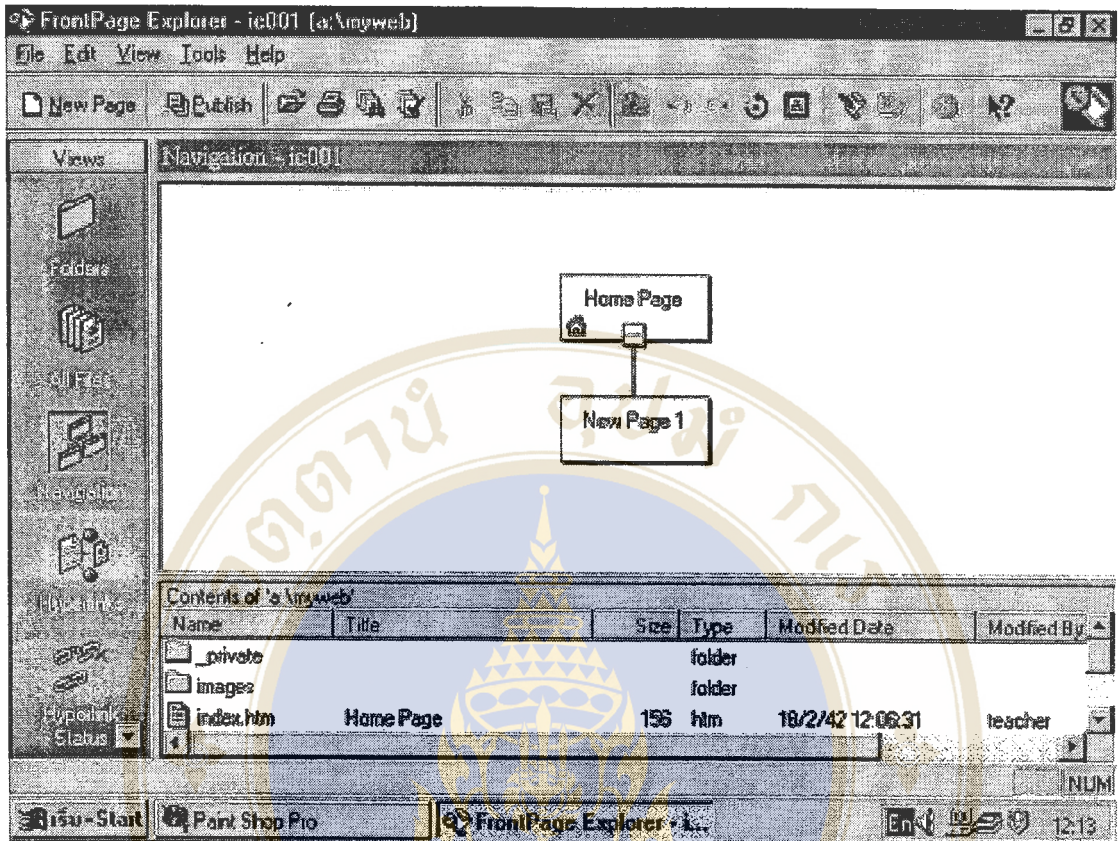 FrontPage Explorer - ic001 (a:\myweb)
File Edit View Tools Help
New Page Publish
Views
Navigation - ic001
Folders
All Files
Navigation
Hyperlinks
Hyperlink
Status
Home Page
New Page 1
Contents of 'a:\myweb'
Name Title Size Type Modified Date Modified By
_private folder
images folder
index.htm Home Page 156 htm 18/2/42 12:06:31 teacher
NUM
เริ่ม-Start Paint Shop Pro FrontPage Explorer - i... En 12:13